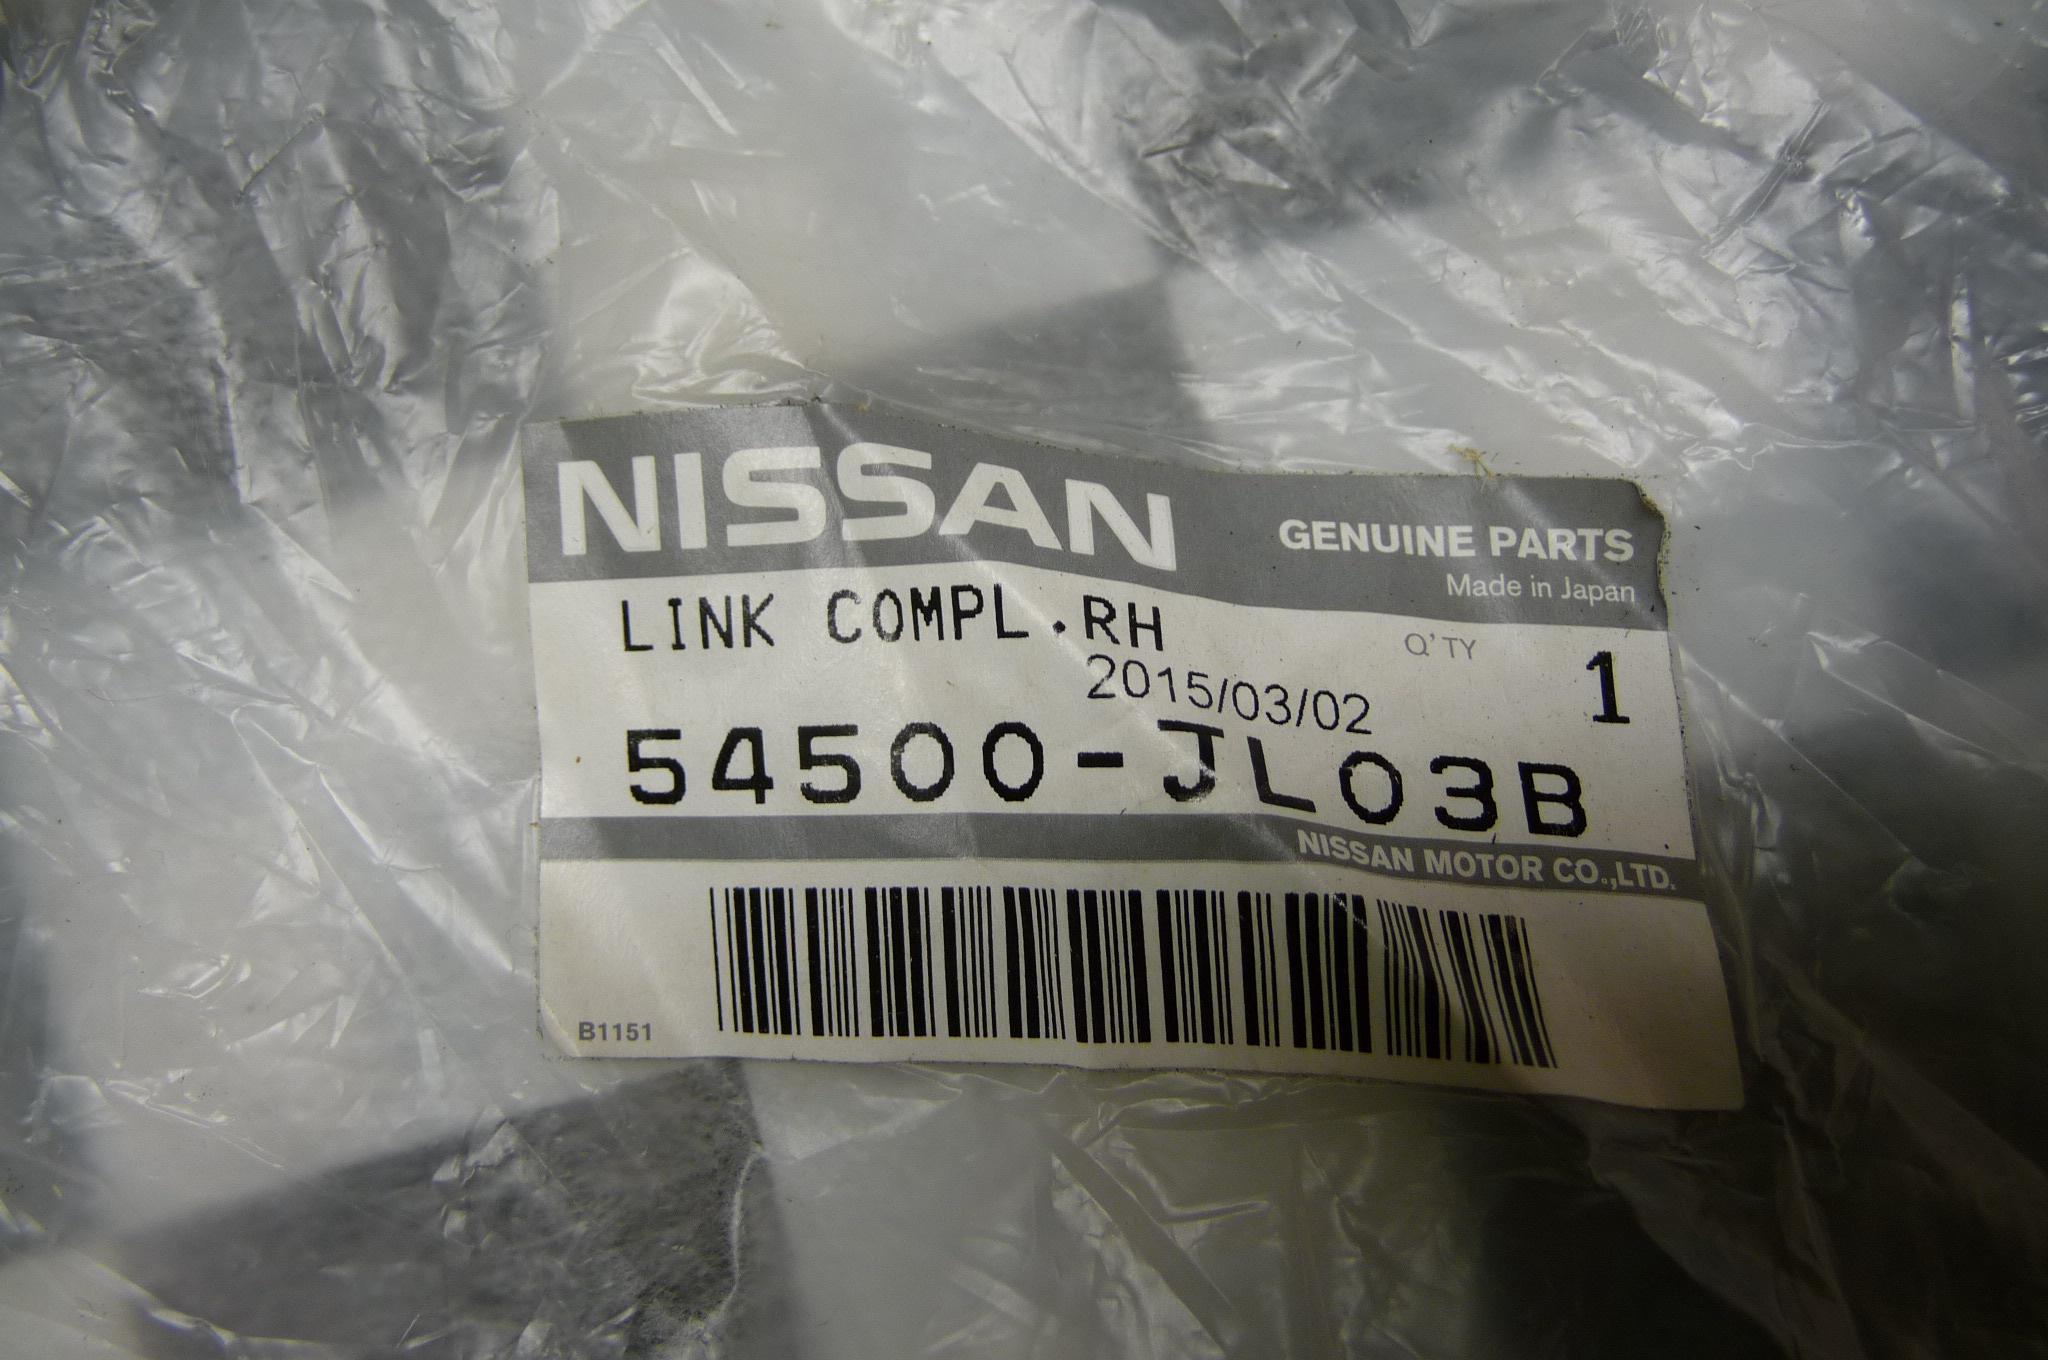 NISSAN
GENUINE PARTS
Made in Japan
LINK COMPL.RH
Q'TY 1
2015/03/02
54500-JL03B
NISSAN MOTOR CO.,LTD.
B1151